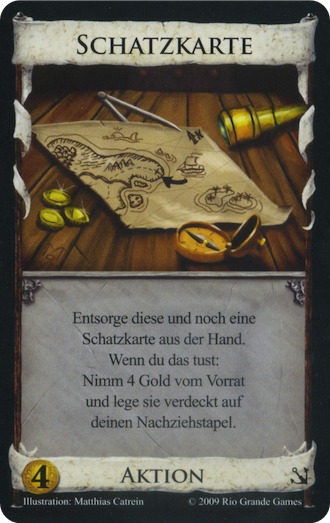 SCHATZKARTE
4x
Entsorge diese und noch eine
Schatzkarte aus der Hand.
Wenn du das tust:
Nimm 4 Gold vom Vorrat
und lege sie verdeckt auf
deinen Nachziehstapel.
4 AKTION
Illustration: Matthias Catrein © 2009 Rio Grande Games